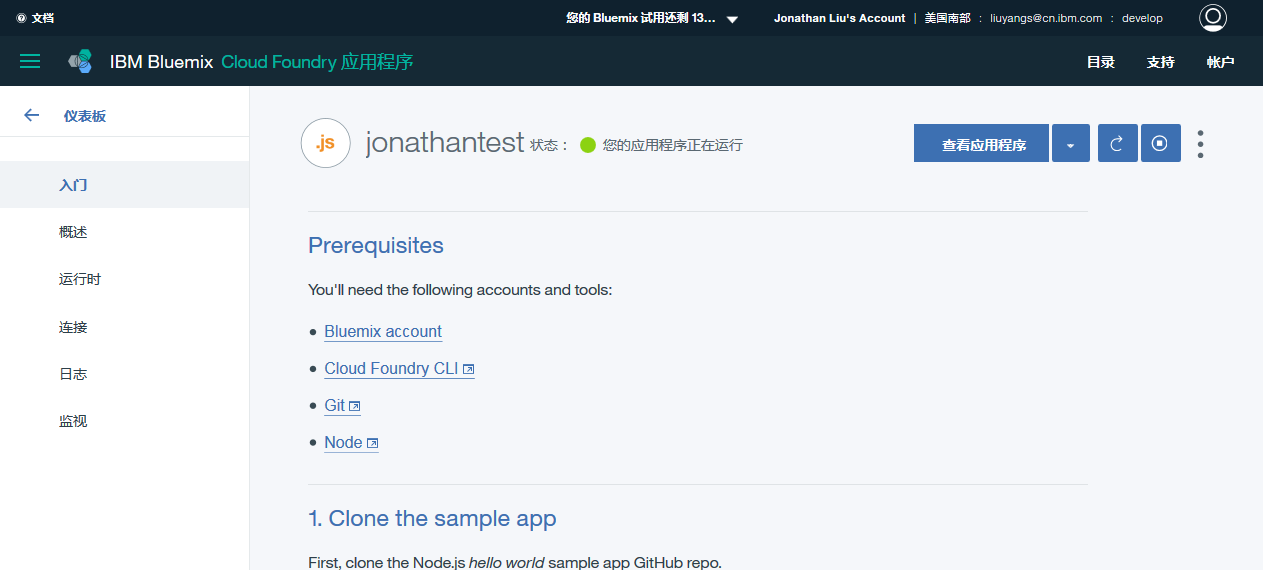 文档 您的 Bluemix 试用还剩 13... Jonathan Liu's Account | 美国南部 : liuyangs@cn.ibm.com : develop
IBM Bluemix Cloud Foundry 应用程序 目录 支持 帐户
仪表板
入门
概述
运行时
连接
日志
监视
.js jonathantest 状态： 您的应用程序正在运行 查看应用程序
Prerequisites
You'll need the following accounts and tools:
Bluemix account
Cloud Foundry CLI
Git
Node
1. Clone the sample app
First, clone the Node.js hello world sample app GitHub repo.